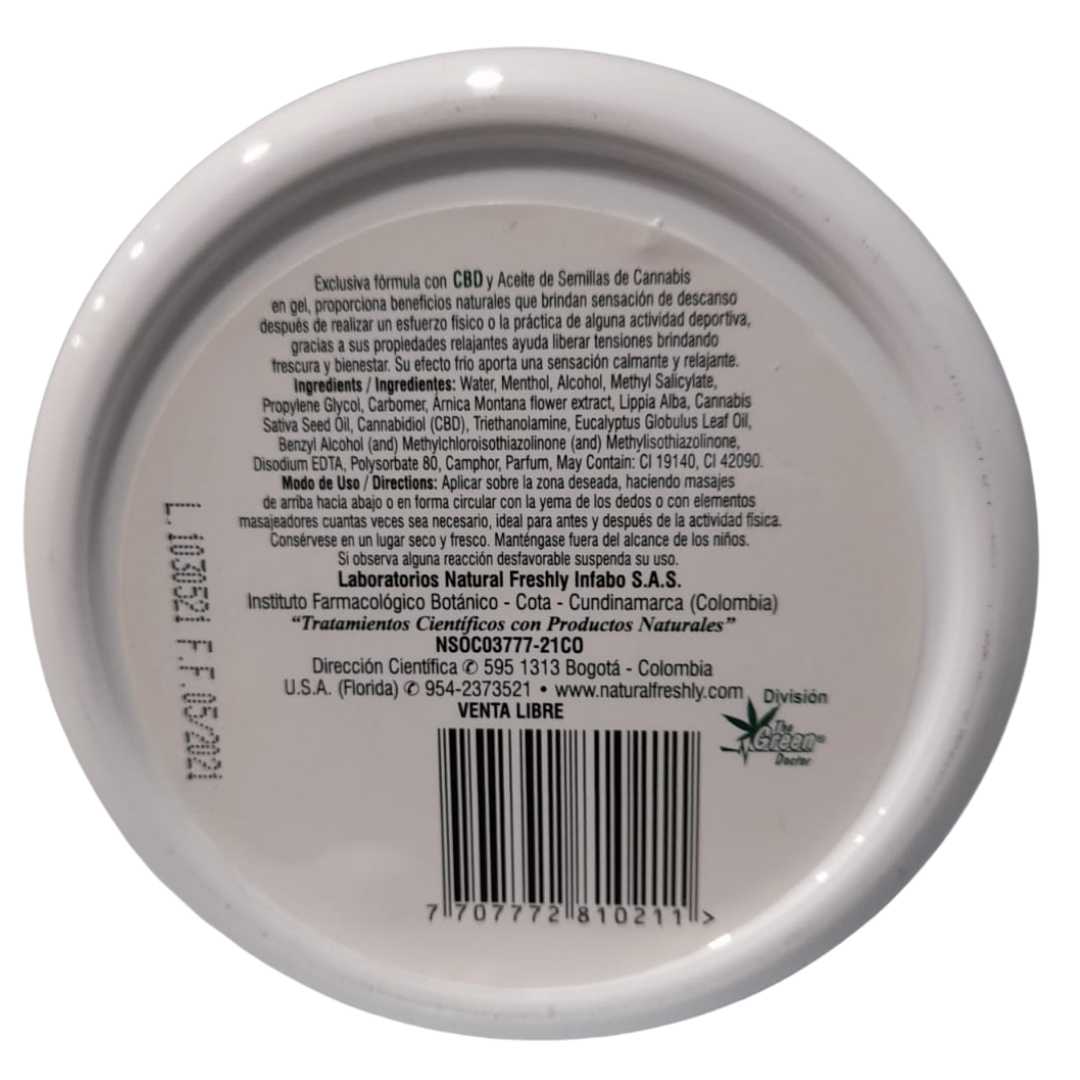 Exclusiva fórmula con CBD y Aceite de Semillas de Cannabis
en gel, proporciona beneficios naturales que brindan sensación de descanso
después de realizar un esfuerzo físico o la práctica de alguna actividad deportiva,
gracias a sus propiedades relajantes ayuda liberar tensiones brindando
frescura y bienestar. Su efecto frío aporta una sensación calmante y relajante.
Ingredients / Ingredientes: Water, Menthol, Alcohol, Methyl Salicylate,
Propylene Glycol, Carbomer, Arnica Montana flower extract, Lippia Alba, Cannabis
Sativa Seed Oil, Cannabidiol (CBD), Triethanolamine, Eucalyptus Globulus Leaf Oil,
Benzyl Alcohol (and) Methylchloroisothiazolinone (and) Methylisothiazolinone,
Disodium EDTA, Polysorbate 80, Camphor, Parfum, May Contain: CI 19140, CI 42090.
Modo de Uso / Directions: Aplicar sobre la zona deseada, haciendo masajes
de arriba hacia abajo o en forma circular con la yema de los dedos o con elementos
masajeadores cuantas veces sea necesario, ideal para antes y después de la actividad física.
Consérvese en un lugar seco y fresco. Manténgase fuera del alcance de los niños.
Si observa alguna reacción desfavorable suspenda su uso.
Laboratorios Natural Freshly Infabo S.A.S.
Instituto Farmacológico Botánico - Cota - Cundinamarca (Colombia)
"Tratamientos Científicos con Productos Naturales"
NSOC03777-21CO
Dirección Científica ✆ 595 1313 Bogotá - Colombia
U.S.A. (Florida) ✆ 954-2373521 • www.naturalfreshly.com
VENTA LIBRE
División
The
Green®
Doctor
7 707772 810211 >
L.1030521 F.F.05/2021